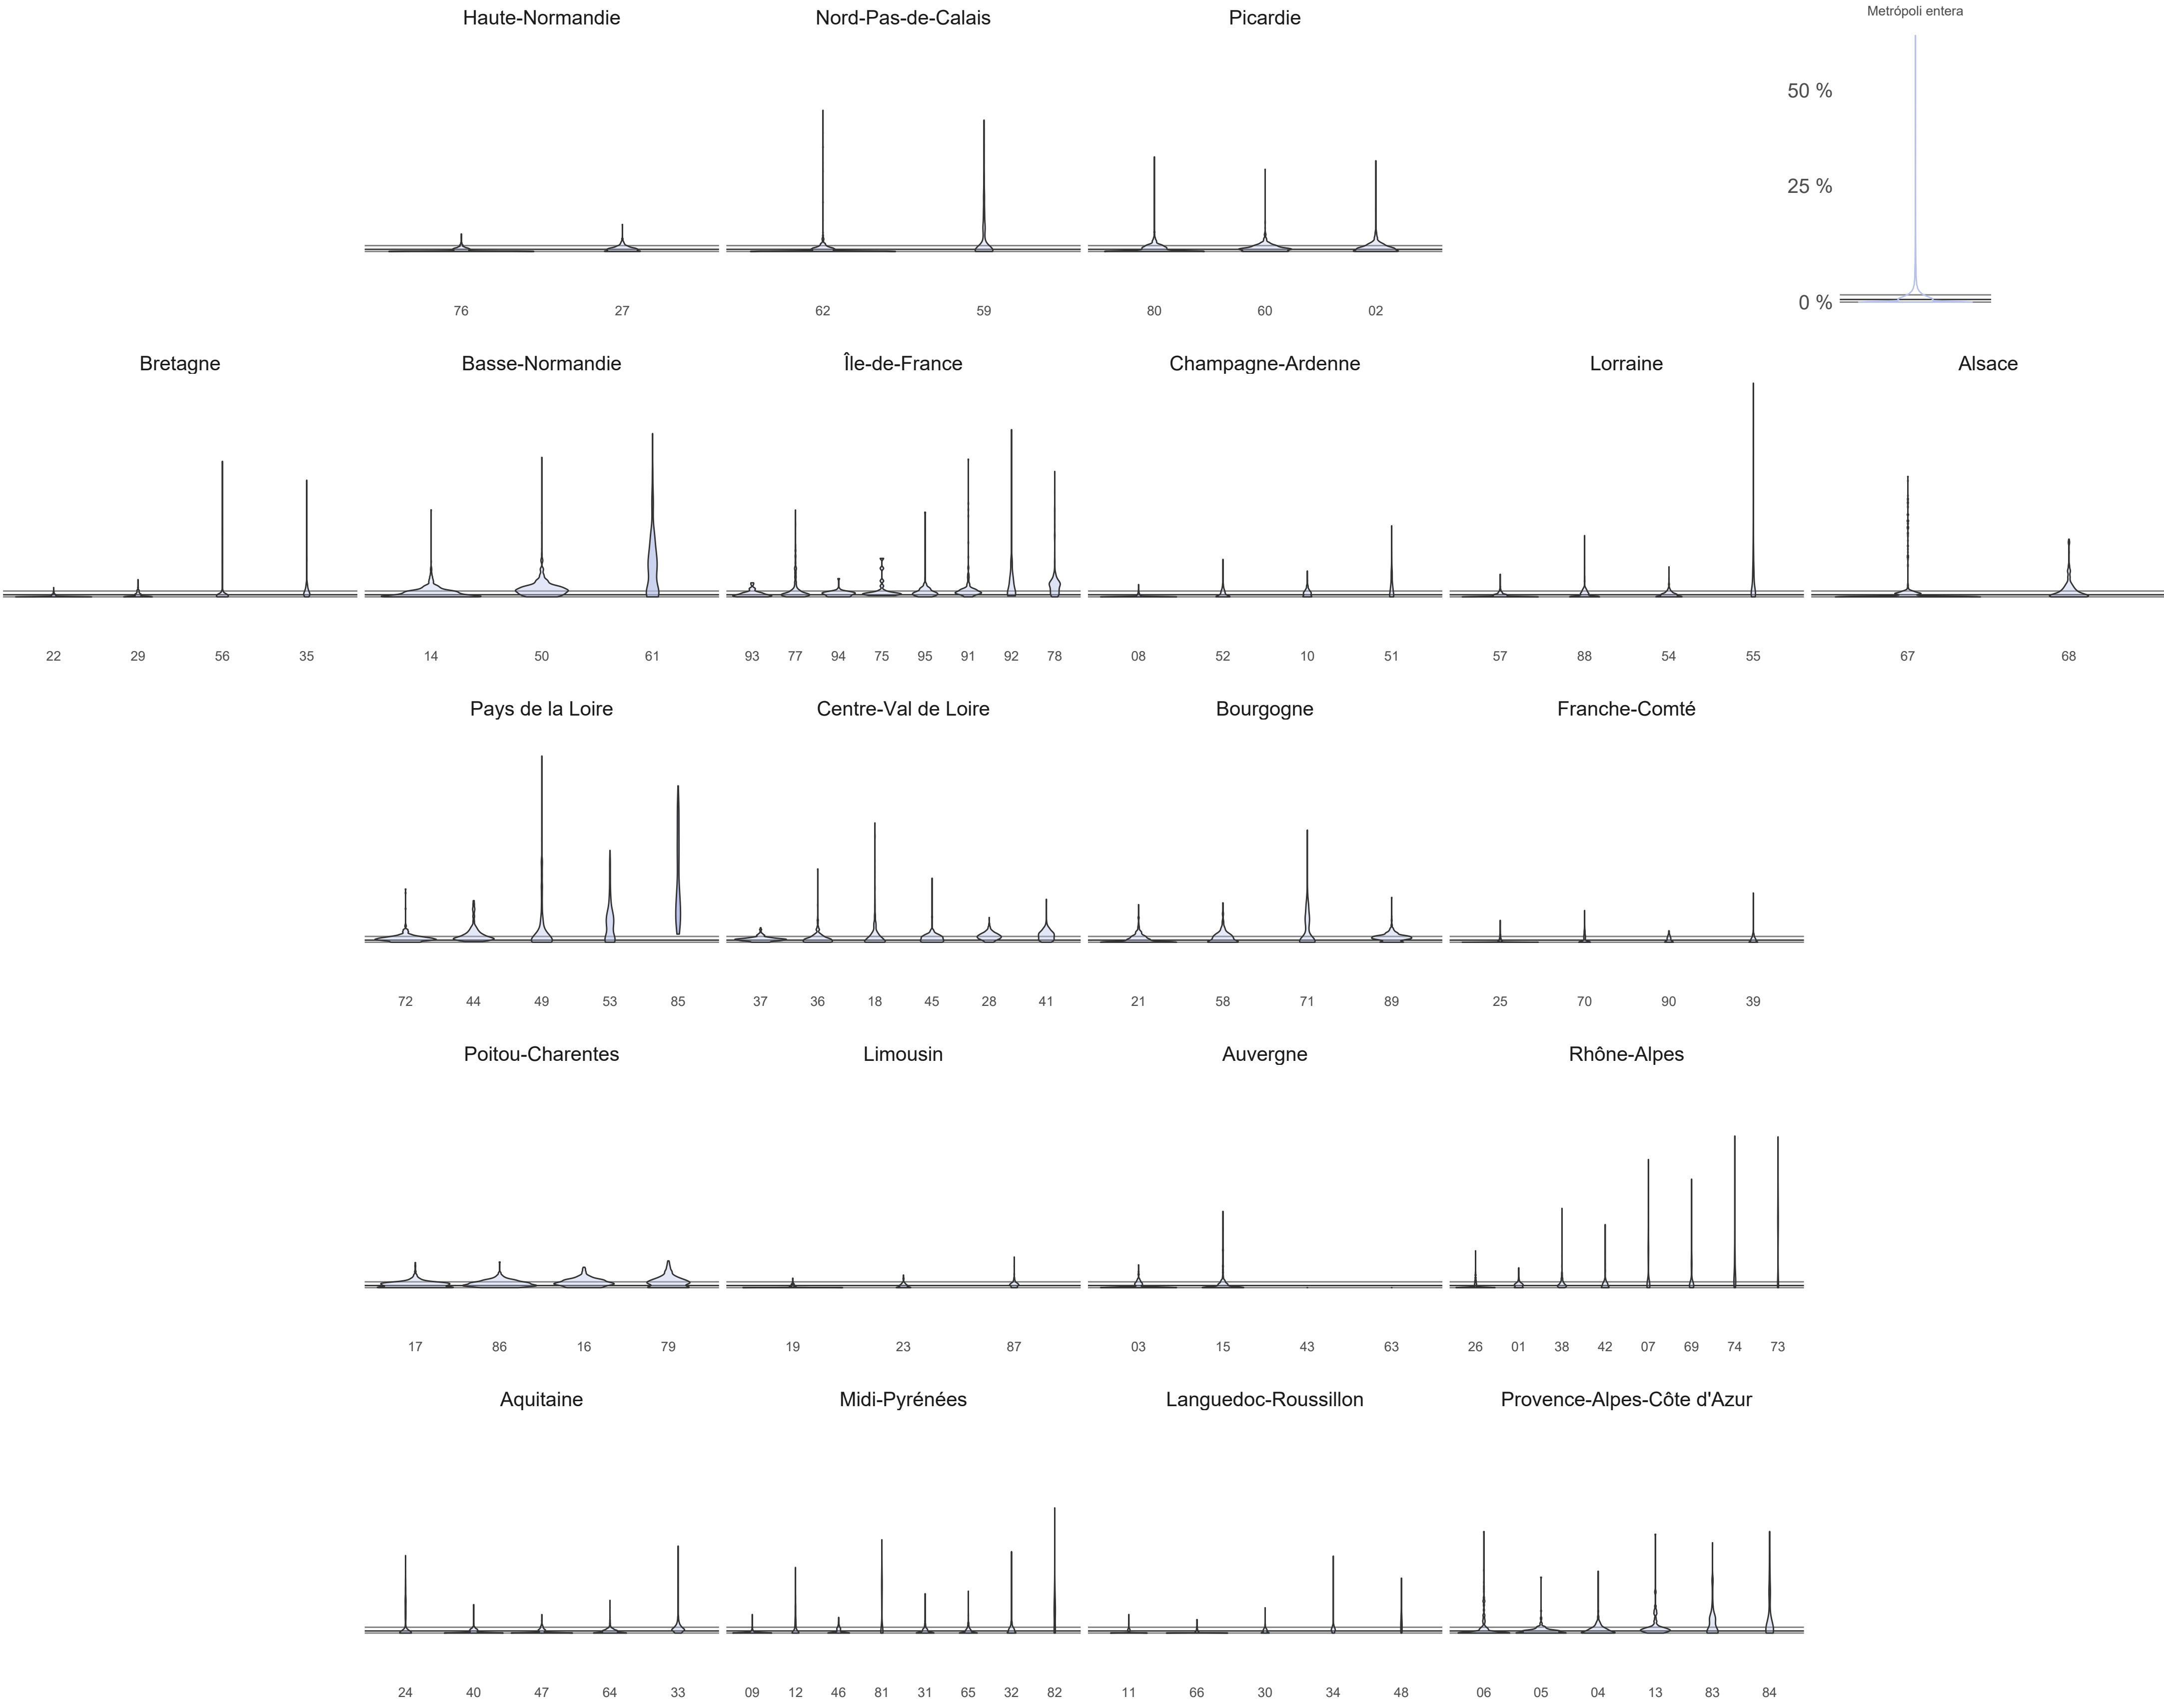 Haute-Normandie Nord-Pas-de-Calais Picardie Metrópoli entera
50 %
25 %
0 %
76 27 62 59 80 60 02
Bretagne Basse-Normandie Île-de-France Champagne-Ardenne Lorraine Alsace
22 29 56 35 14 50 61 93 77 94 75 95 91 92 78 08 52 10 51 57 88 54 55 67 68
Pays de la Loire Centre-Val de Loire Bourgogne Franche-Comté
72 44 49 53 85 37 36 18 45 28 41 21 58 71 89 25 70 90 39
Poitou-Charentes Limousin Auvergne Rhône-Alpes
17 86 16 79 19 23 87 03 15 43 63 26 01 38 42 07 69 74 73
Aquitaine Midi-Pyrénées Languedoc-Roussillon Provence-Alpes-Côte d'Azur
24 40 47 64 33 09 12 46 81 31 65 32 82 11 66 30 34 48 06 05 04 13 83 84